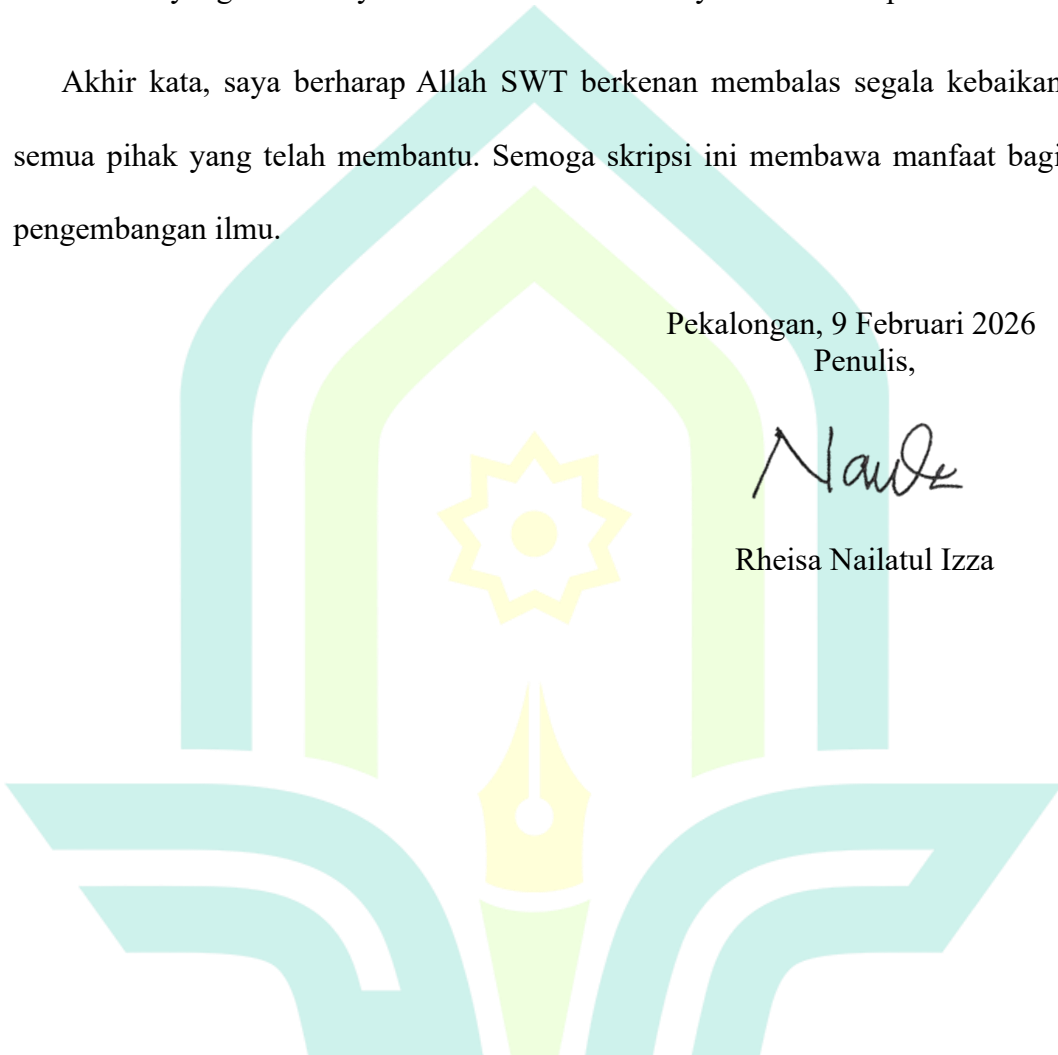 Akhir kata, saya berharap Allah SWT berkenan membalas segala kebaikan
semua pihak yang telah membantu. Semoga skripsi ini membawa manfaat bagi
pengembangan ilmu.
Pekalongan, 9 Februari 2026
Penulis,
Rheisa Nailatul Izza